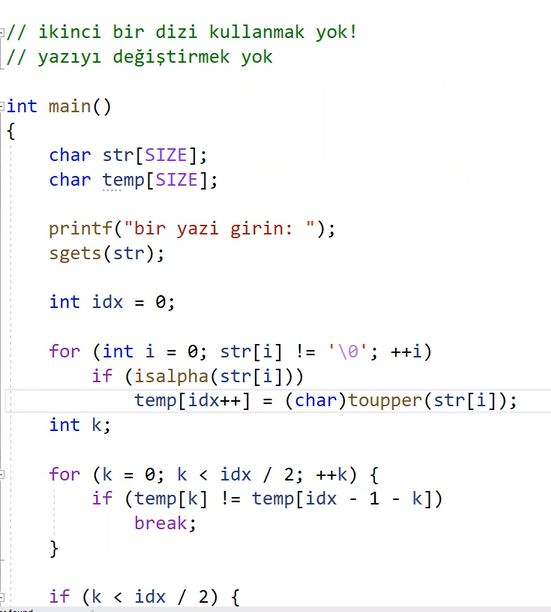 // ikinci bir dizi kullanmak yok!
// yazıyı değiştirmek yok
int main()
{
char str[SIZE];
char temp[SIZE];
printf("bir yazi girin: ");
sgets(str);
int idx = 0;
for (int i = 0; str[i] != '\0'; ++i)
if (isalpha(str[i]))
temp[idx++] = (char)toupper(str[i]);
int k;
for (k = 0; k < idx / 2; ++k) {
if (temp[k] != temp[idx - 1 - k])
break;
}
if (k < idx / 2) {